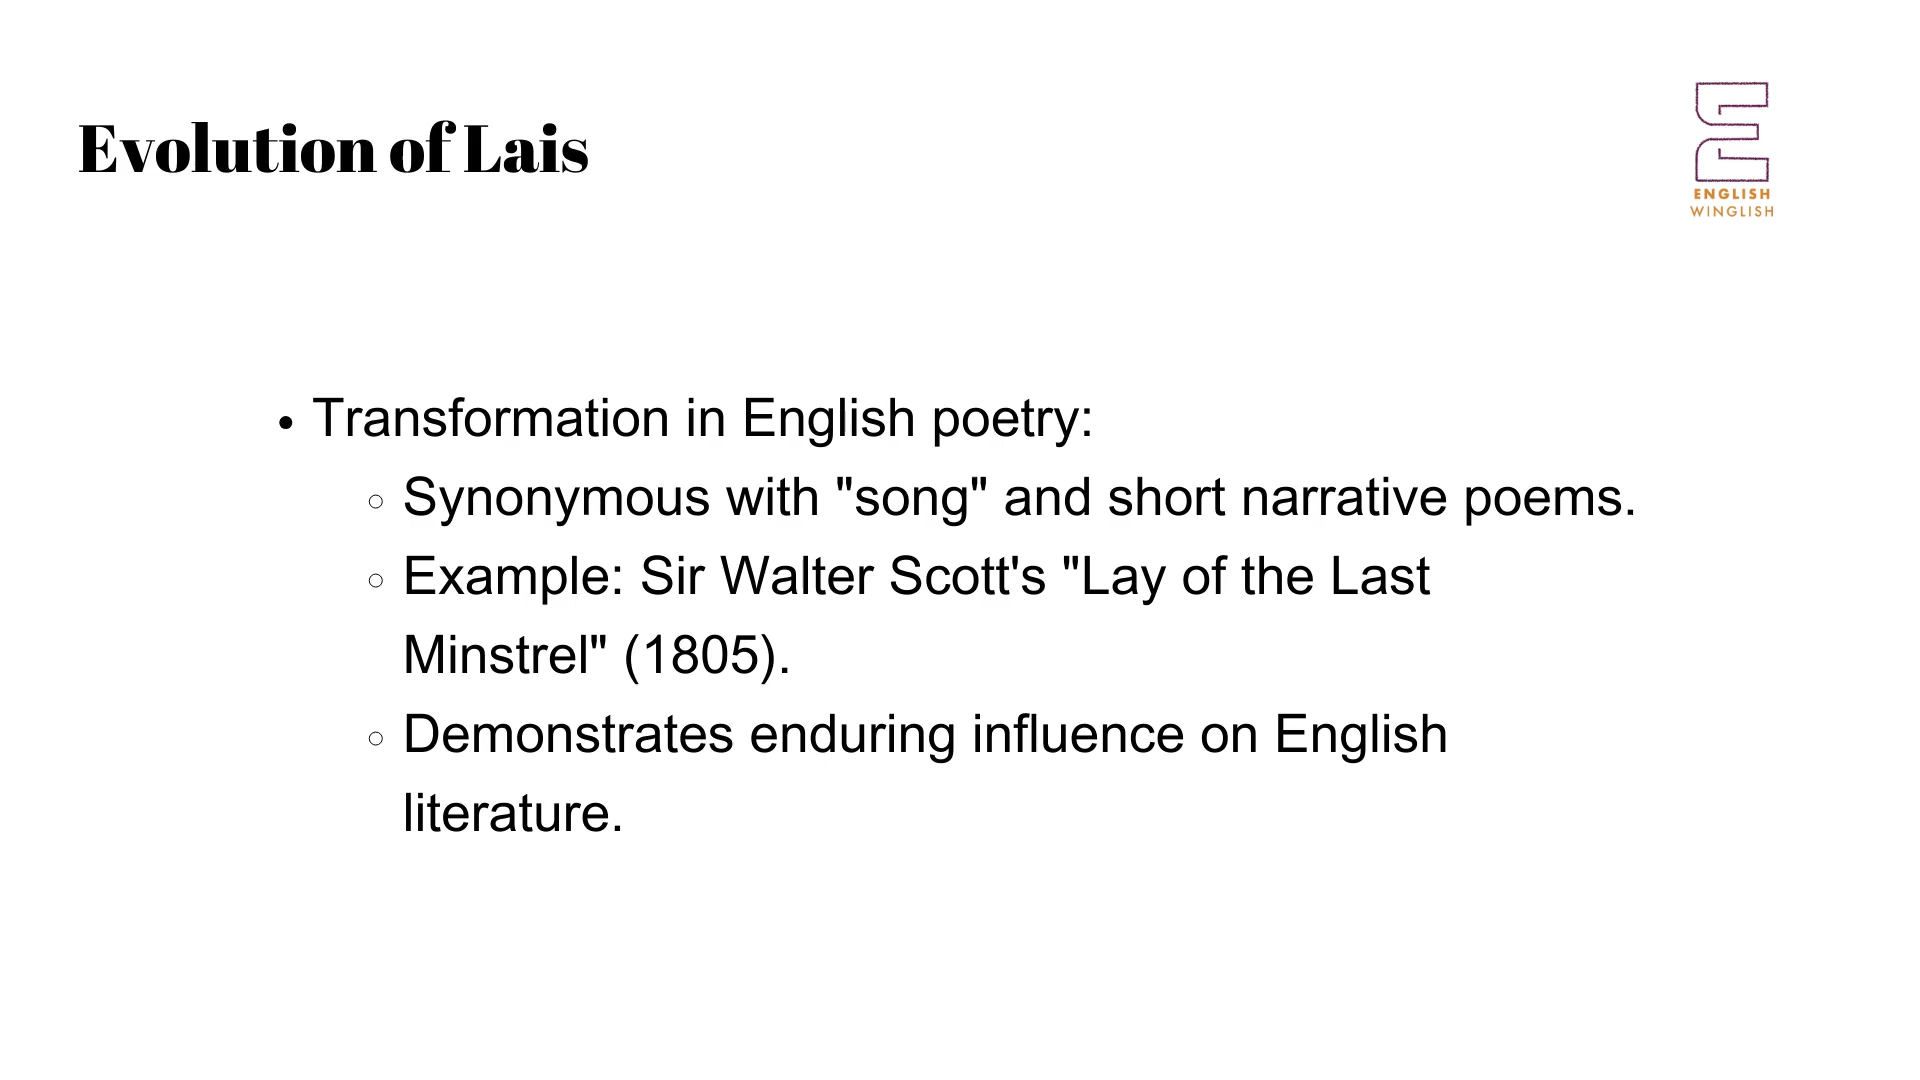 Evolution of Lais
ENGLISH
WINGLISH
• Transformation in English poetry:
◦ Synonymous with "song" and short narrative poems.
◦ Example: Sir Walter Scott's "Lay of the Last
Minstrel" (1805).
◦ Demonstrates enduring influence on English
literature.